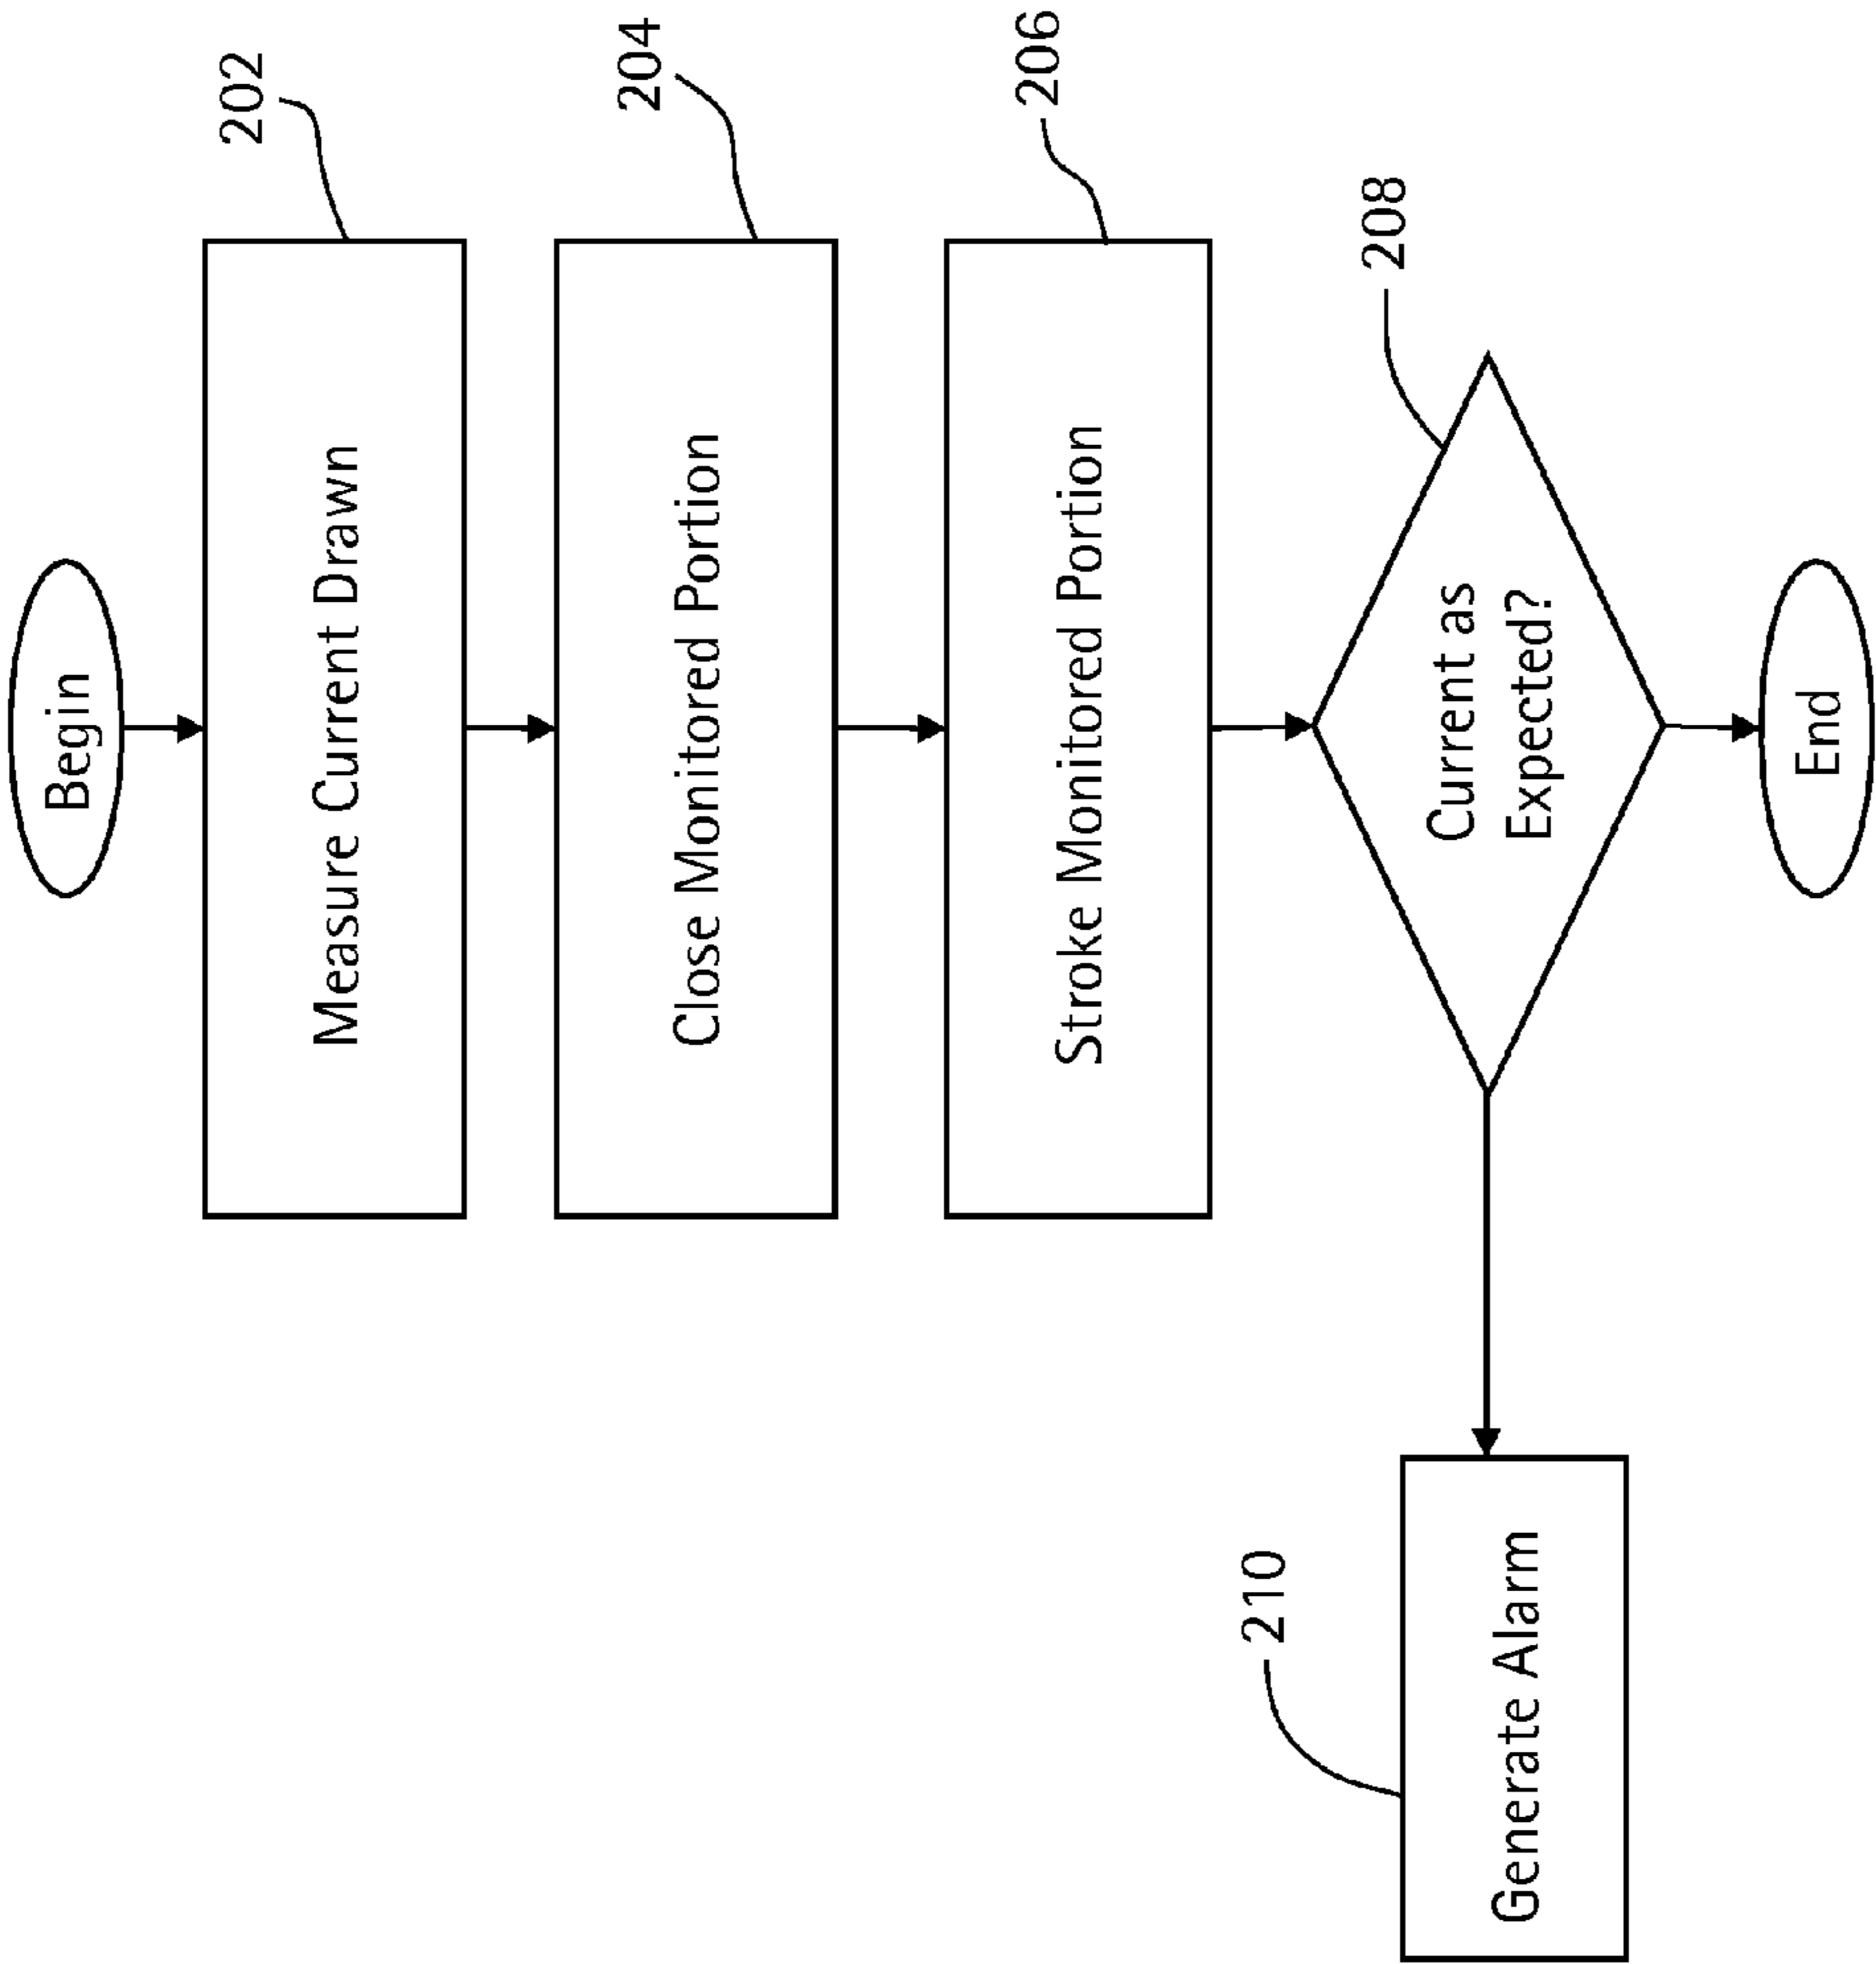 Begin
202
Measure Current Drawn
204
Close Monitored Portion
206
Stroke Monitored Portion
208
Current as
Expected?
210
Generate Alarm
End